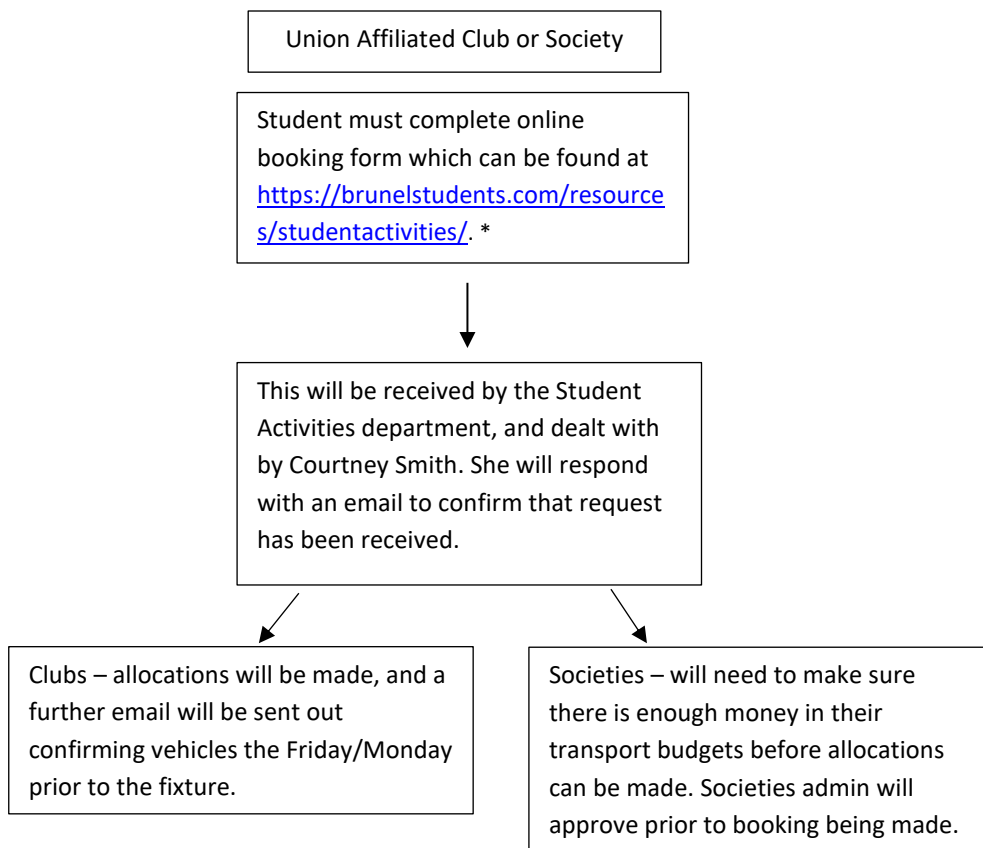 Union Affiliated Club or Society
Student must complete online
booking form which can be found at
https://brunelstudents.com/resource
s/studentactivities/. *
This will be received by the Student
Activities department, and dealt with
by Courtney Smith. She will respond
with an email to confirm that request
has been received.
Clubs – allocations will be made, and a
further email will be sent out
confirming vehicles the Friday/Monday
prior to the fixture.
Societies – will need to make sure
there is enough money in their
transport budgets before allocations
can be made. Societies admin will
approve prior to booking being made.